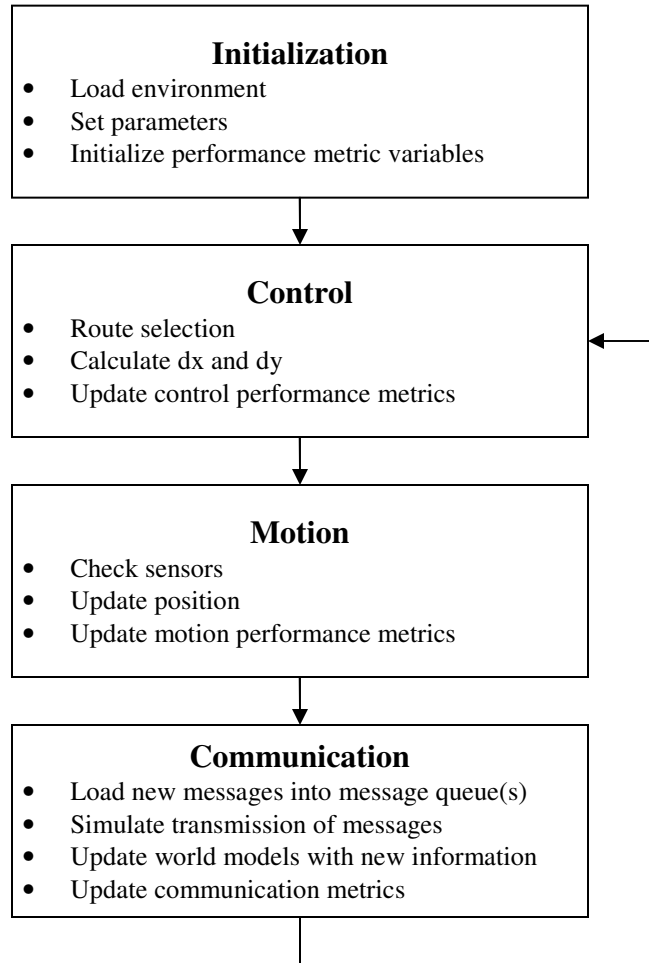 Initialization
• Load environment
• Set parameters
• Initialize performance metric variables
Control
• Route selection
• Calculate dx and dy
• Update control performance metrics
Motion
• Check sensors
• Update position
• Update motion performance metrics
Communication
• Load new messages into message queue(s)
• Simulate transmission of messages
• Update world models with new information
• Update communication metrics